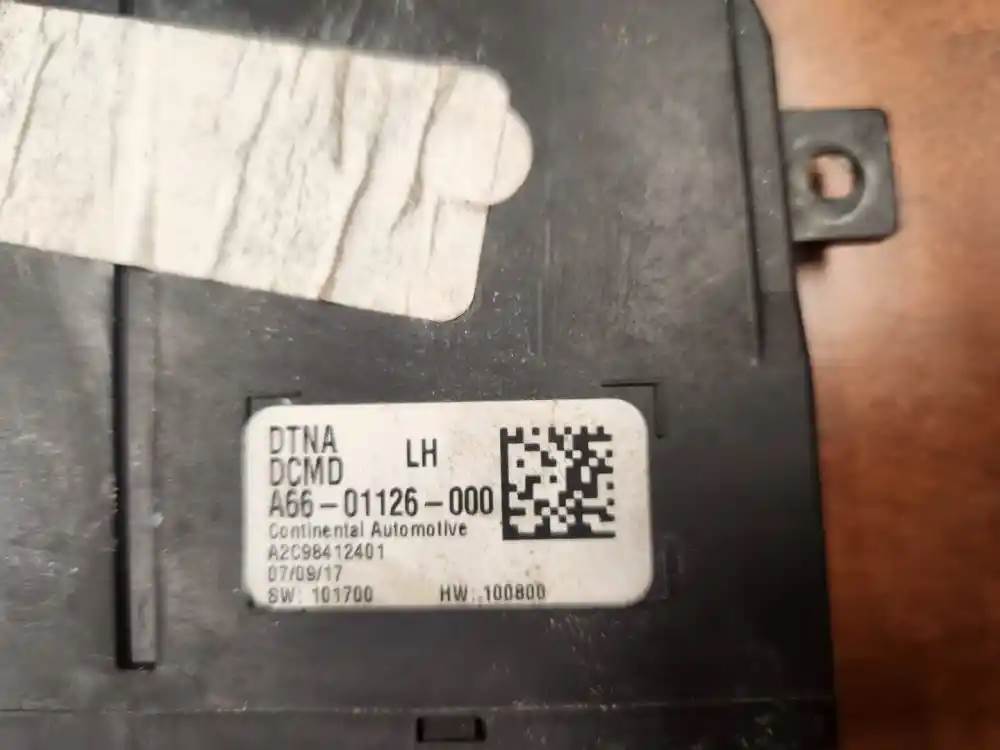 DTNA
DCMD LH
A66-01126-000
Continental Automotive
A2C98412401
07/09/17
SW: 101700 HW: 100800